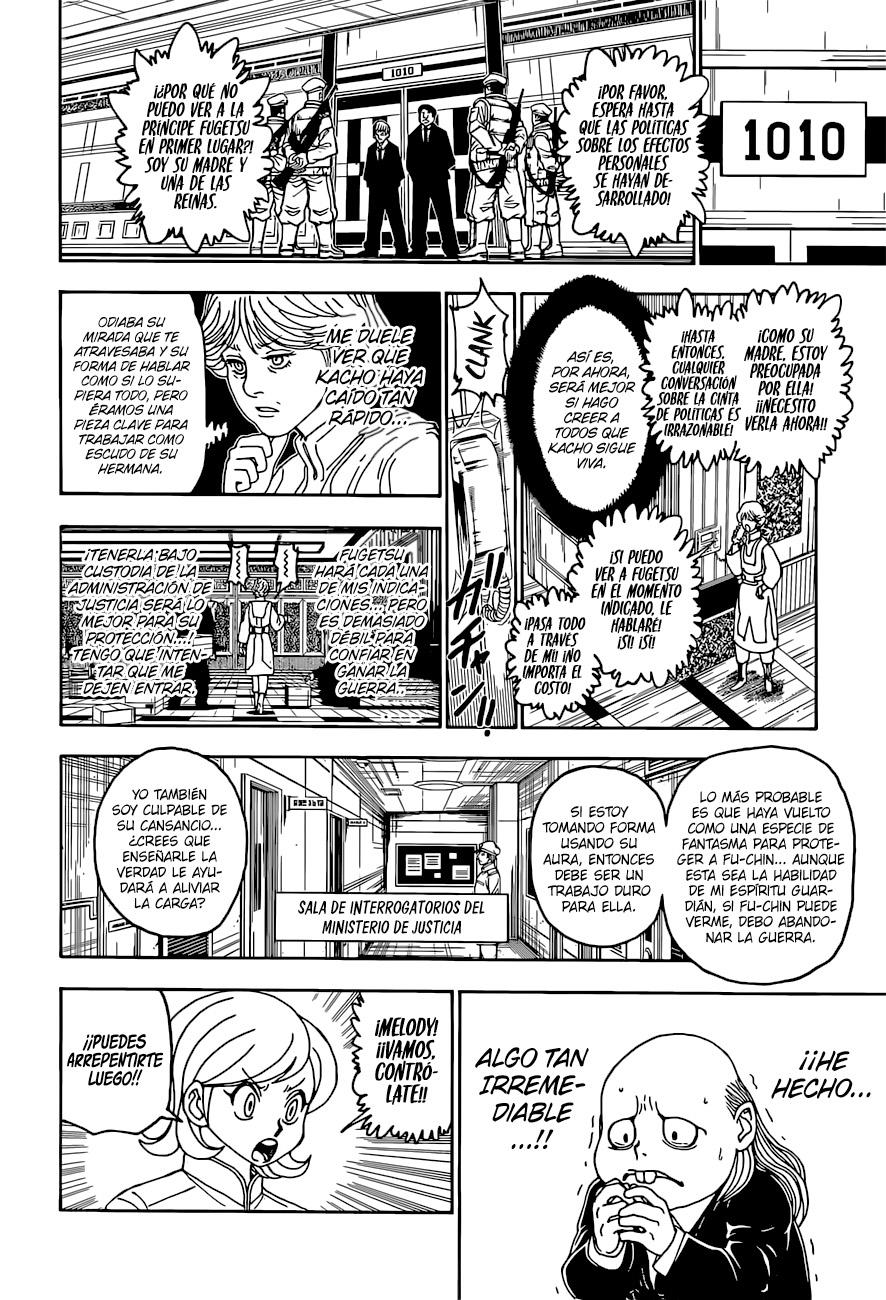 1010
¡POR FAVOR,
ESPERA HASTA
QUE LAS POLÍTICAS
SOBRE LOS EFECTOS
PERSONALES
SE HAYAN DE-
SARROLLADO!
1010
¡¿POR QUÉ NO
PUEDO VER A LA
PRÍNCIPE FUGETSU
EN PRIMER LUGAR?!
SOY SU MADRE Y
UNA DE LAS
REINAS.
¡COMO SU
MADRE, ESTOY
PREOCUPADA
POR ELLA!
¡¡NECESITO
VERLA AHORA!!
¡HASTA
ENTONCES,
CUALQUIER
CONVERSACIÓN
SOBRE LA CINTA
DE POLÍTICAS ES
IRRAZONABLE!
ASÍ ES,
POR AHORA,
SERÁ MEJOR
SI HAGO
CREER A
TODOS QUE
KACHO SIGUE
VIVA.
¡SI PUEDO
VER A FUGETSU
EN EL MOMENTO
INDICADO, LE
HABLARÉ!
¡SI! ¡SI!
¡PASA TODO
A TRAVÉS
DE MI! ¡NO
IMPORTA EL
COSTO!
CLANK
ガチャン!!
ME DUELE
VER QUE
KACHO HAYA
CAÍDO TAN
RÁPIDO...
ODIABA SU
MIRADA QUE TE
ATRAVESABA Y SU
FORMA DE HABLAR
COMO SI LO SU-
PIERA TODO, PERO
ÉRAMOS UNA
PIEZA CLAVE PARA
TRABAJAR COMO
ESCUDO DE SU
HERMANA.
FUGETSU
HARÁ CADA UNA
DE MIS INDICA-
CIONES... PERO
ES DEMASIADO
DÉBIL PARA
CONFIAR EN
GANAR LA
GUERRA..
¡TENERLA BAJO
CUSTODIA DE LA
ADMINISTRACIÓN DE
JUSTICIA SERÁ LO
MEJOR PARA SU
PROTECCIÓN...!
TENGO QUE INTEN-
TAR QUE ME
DEJEN ENTRAR.
LO MÁS PROBABLE
ES QUE HAYA VUELTO
COMO UNA ESPECIE DE
FANTASMA PARA PROTE-
GER A FU-CHIN... AUNQUE
ESTA SEA LA HABILIDAD
DE MI ESPÍRITU GUAR-
DIÁN, SI FU-CHIN PUEDE
VERME, DEBO ABANDO-
NAR LA GUERRA.
SI ESTOY
TOMANDO FORMA
USANDO SU
AURA, ENTONCES
DEBE SER UN
TRABAJO DURO
PARA ELLA.
SALA DE INTERROGATORIOS DEL
MINISTERIO DE JUSTICIA
YO TAMBIÉN
SOY CULPABLE DE
SU CANSANCIO...
¿CREES QUE
ENSEÑARLE LA
VERDAD LE AYU-
DARÁ A ALIVIAR
LA CARGA?
¡¡HE
HECHO...
ALGO TAN
IRREME-
DIABLE
...!!
¡MELODY!
¡¡VAMOS,
CONTRÓ-
LATE!!
¡¡PUEDES
ARREPENTIRTE
LUEGO!!